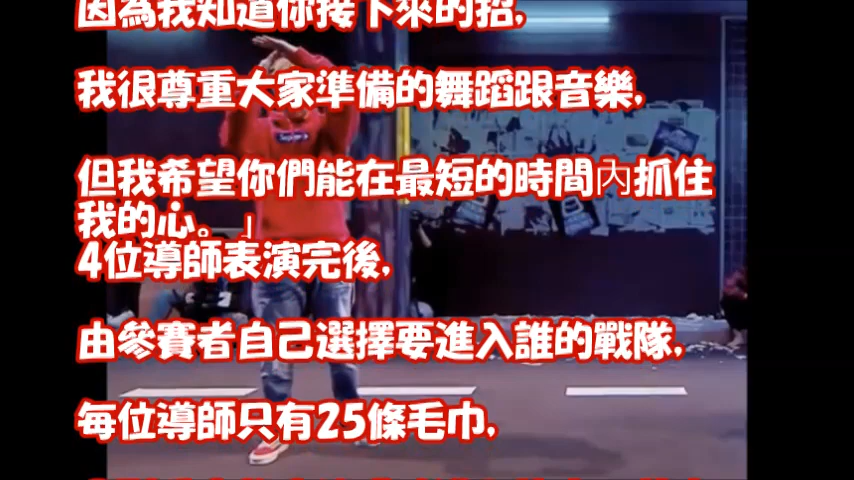 因為我知道你接下來的招,
我很尊重大家準備的舞蹈跟音樂,
但我希望你們能在最短的時間內抓住
我的心。」
4位導師表演完後,
由參賽者自己選擇要進入誰的戰隊,
每位導師只有25條毛巾,